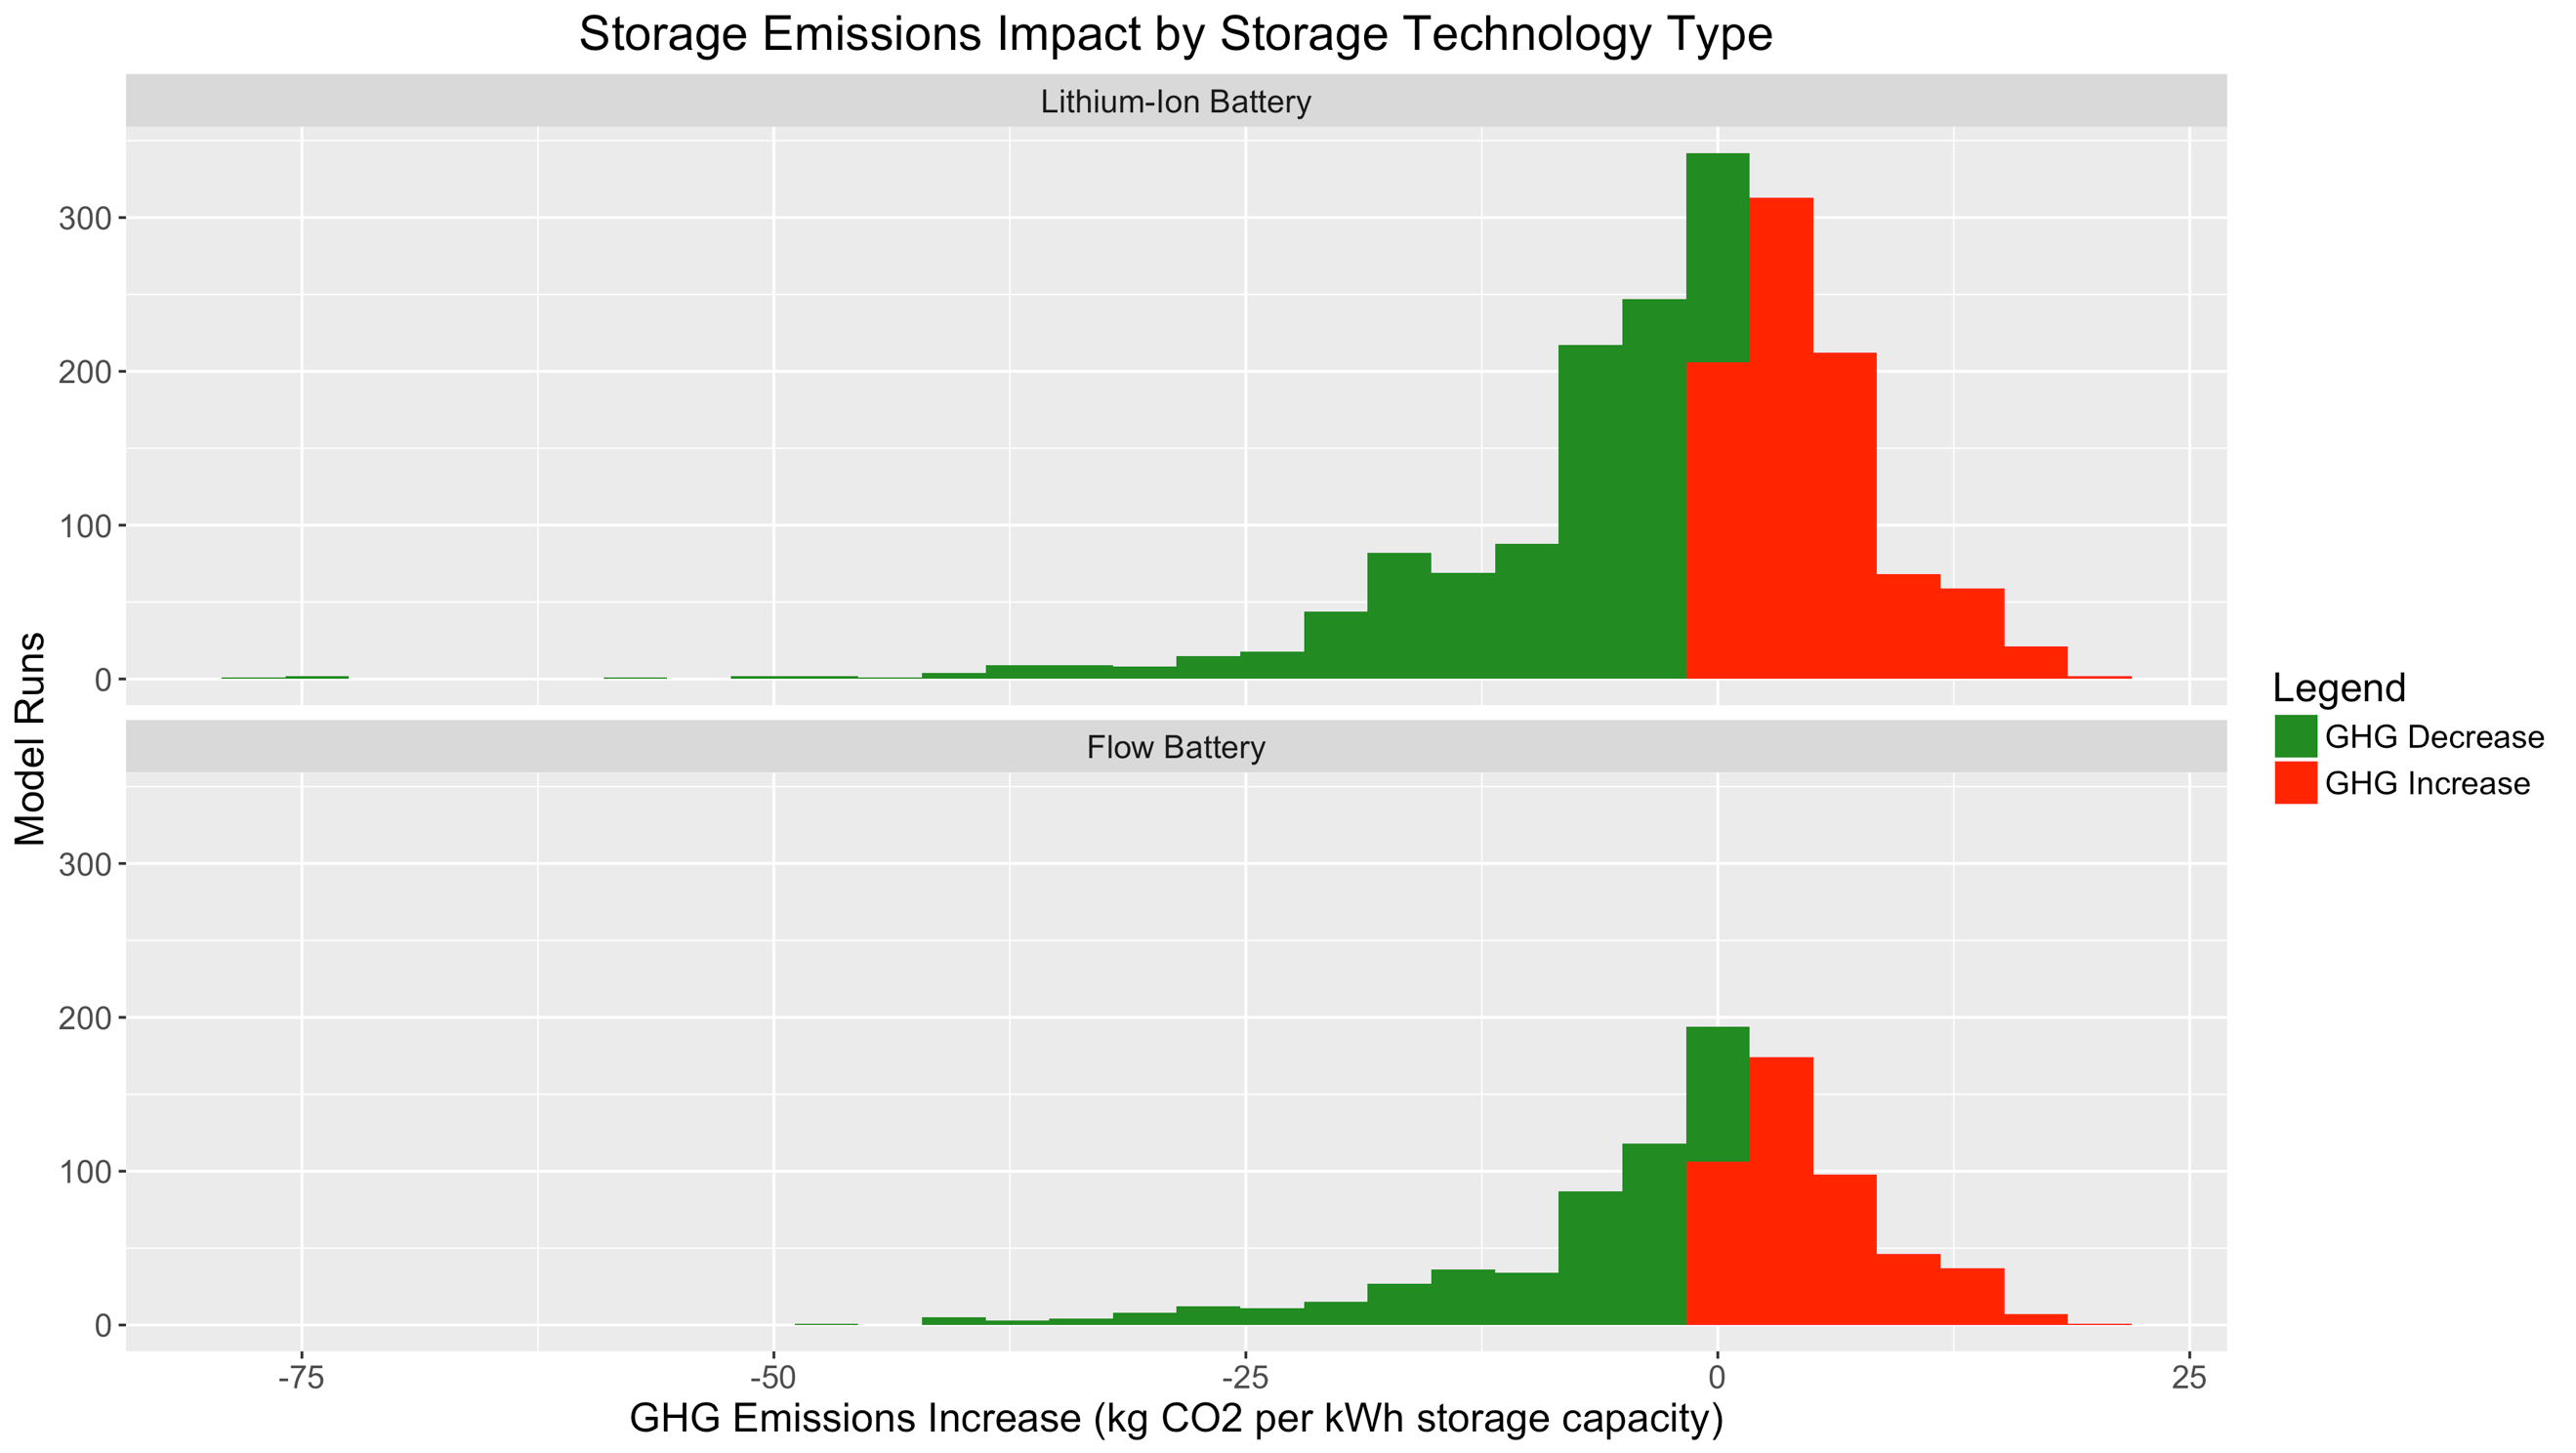 Storage Emissions Impact by Storage Technology Type
Lithium-Ion Battery
300
200
100
0
Flow Battery
300
200
100
0
-75 -50 -25 0 25
GHG Emissions Increase (kg CO2 per kWh storage capacity)
Model Runs
Legend
GHG Decrease
GHG Increase